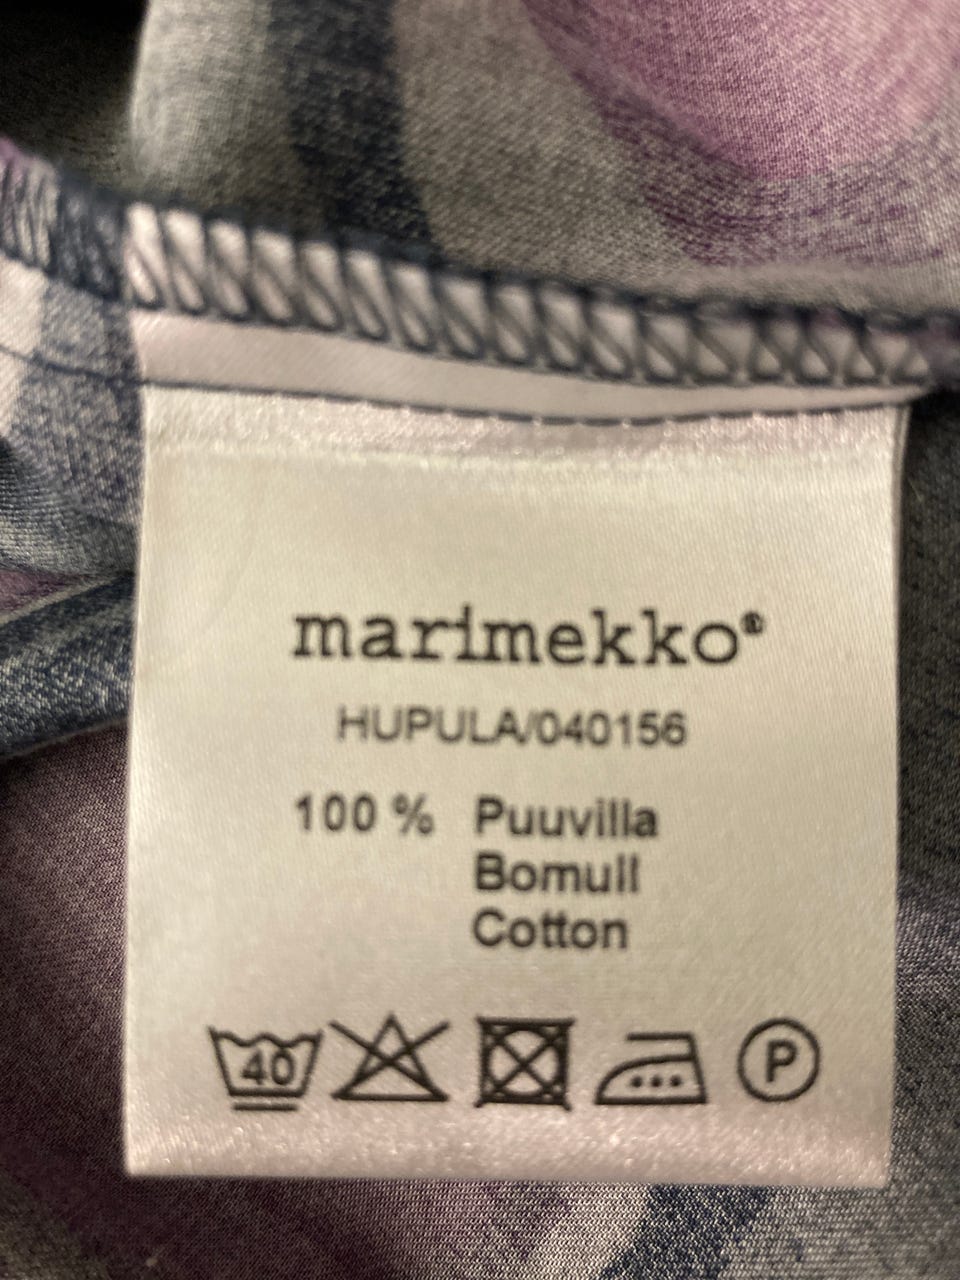 marimekko®
HUPULA/040156
100 % Puuvilla
Bomull
Cotton
40
P